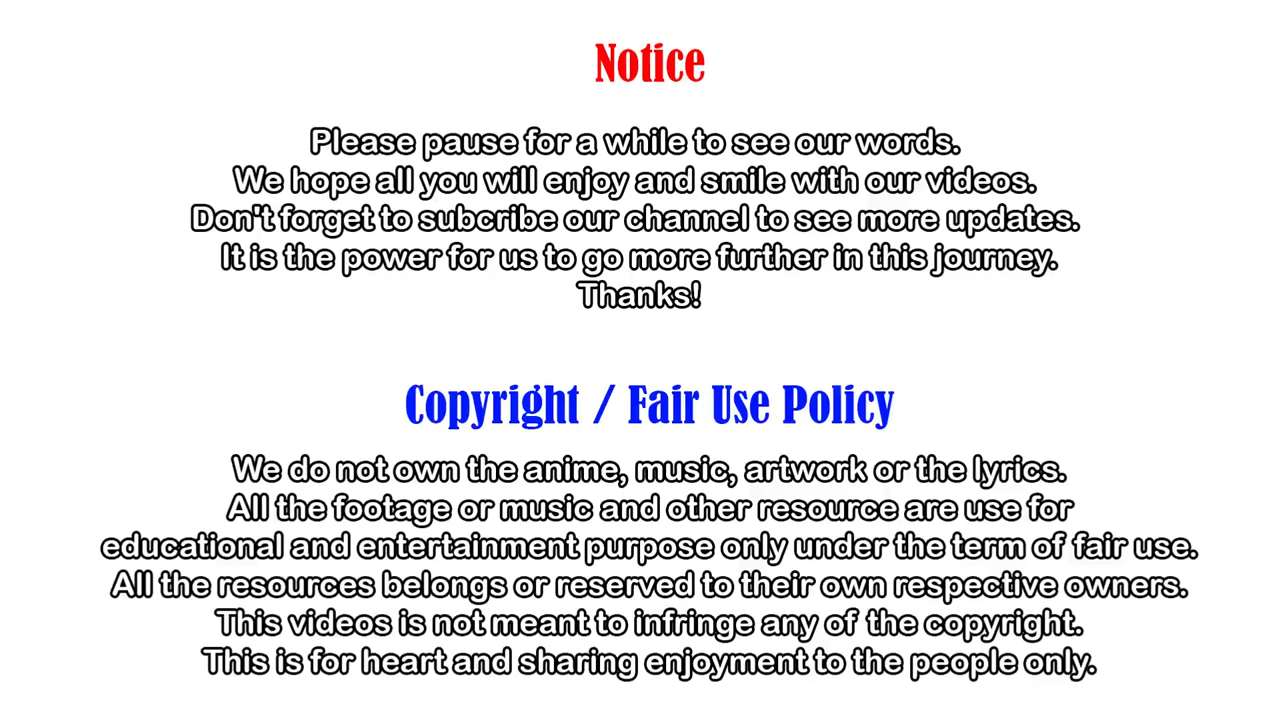 Notice
Please pause for a while to see our words.
We hope all you will enjoy and smile with our videos.
Don't forget to subcribe our channel to see more updates.
It is the power for us to go more further in this journey.
Thanks!
Copyright / Fair Use Policy
We do not own the anime, music, artwork or the lyrics.
All the footage or music and other resource are use for
educational and entertainment purpose only under the term of fair use.
All the resources belongs or reserved to their own respective owners.
This videos is not meant to infringe any of the copyright.
This is for heart and sharing enjoyment to the people only.